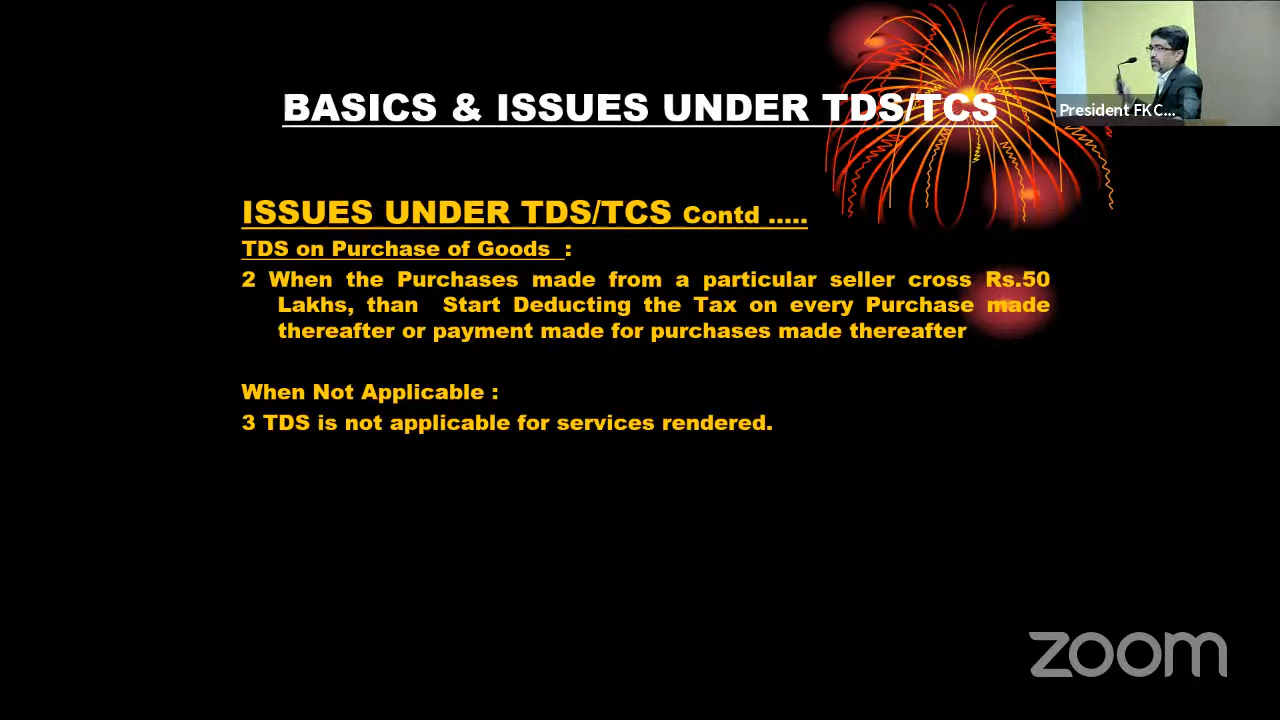 President FKC...
BASICS & ISSUES UNDER TDS/TCS
ISSUES UNDER TDS/TCS Contd .....
TDS on Purchase of Goods :
2 When the Purchases made from a particular seller cross Rs.50
Lakhs, than Start Deducting the Tax on every Purchase made
thereafter or payment made for purchases made thereafter
When Not Applicable :
3 TDS is not applicable for services rendered.
zoom